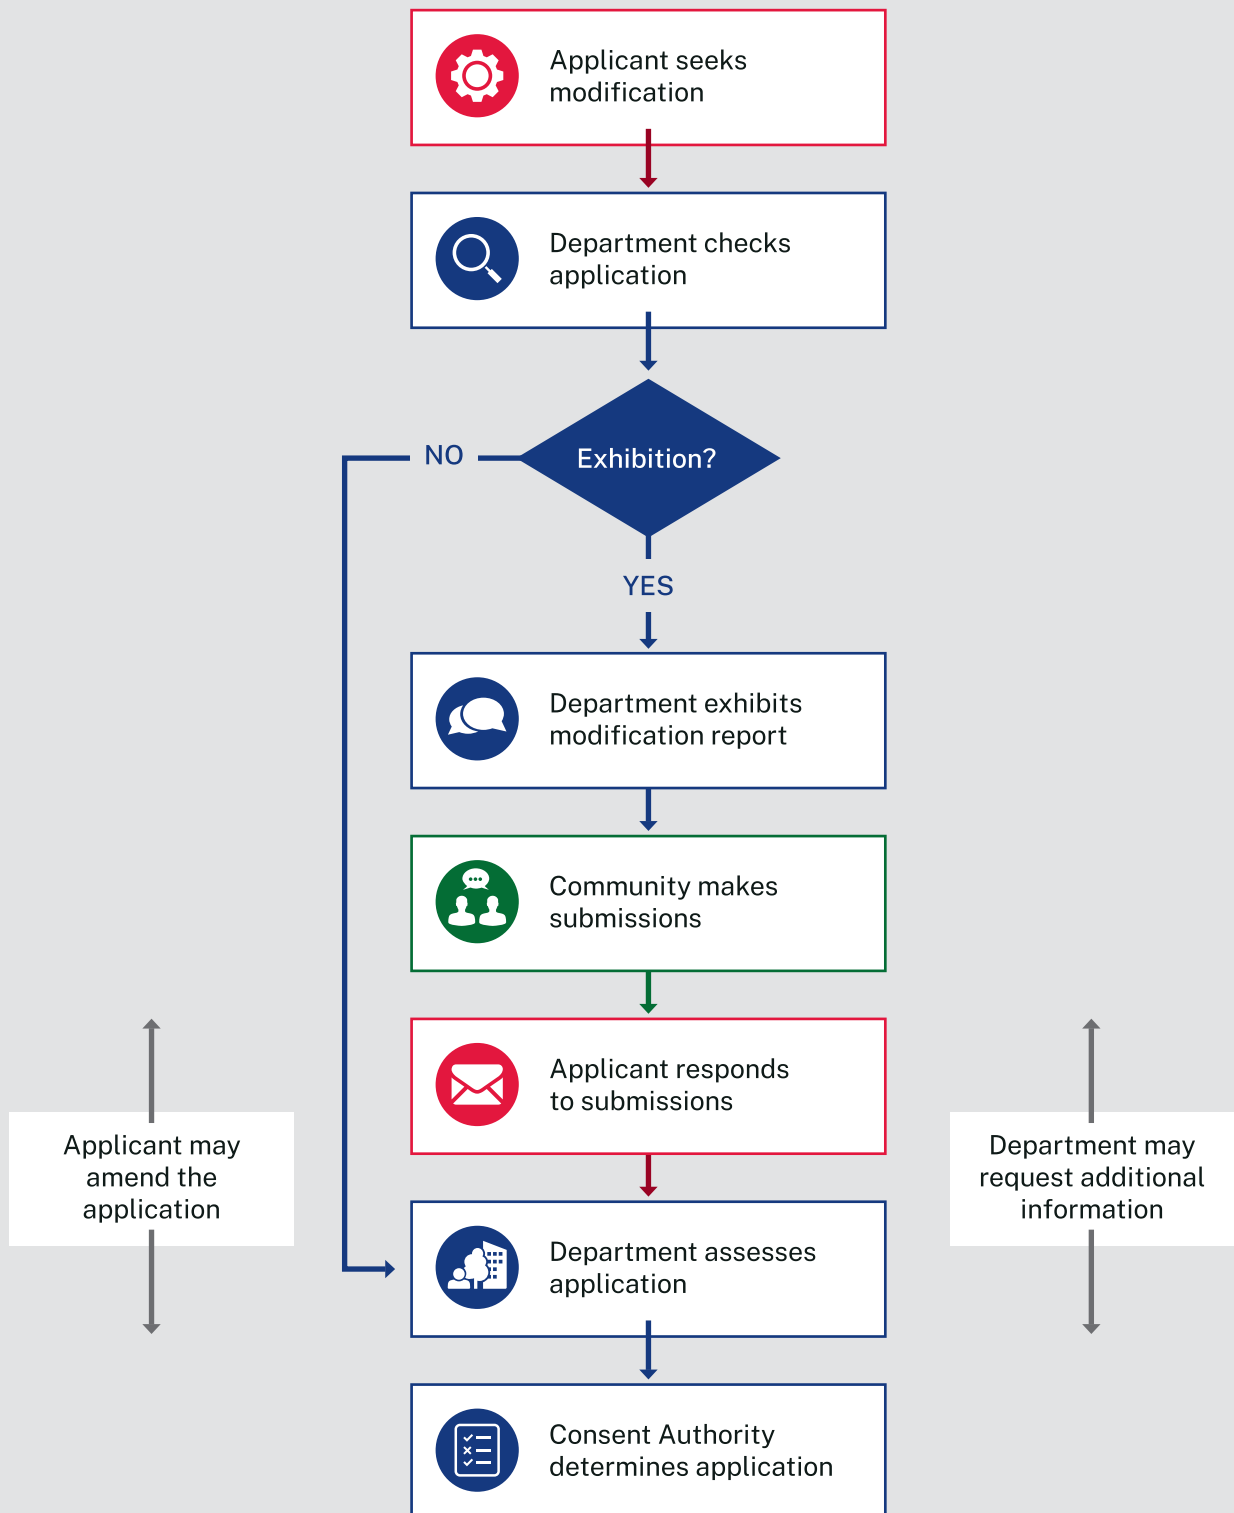 Applicant seeks
modification
Department checks
application
Exhibition?
NO
YES
Department exhibits
modification report
Community makes
submissions
Applicant responds
to submissions
Applicant may
amend the
application
Department may
request additional
information
Department assesses
application
Consent Authority
determines application